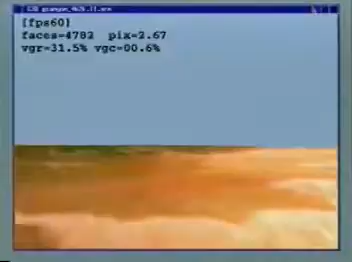 [fps60]
faces=4782 pix=2.67
vgr=31.5% vgc=00.6%